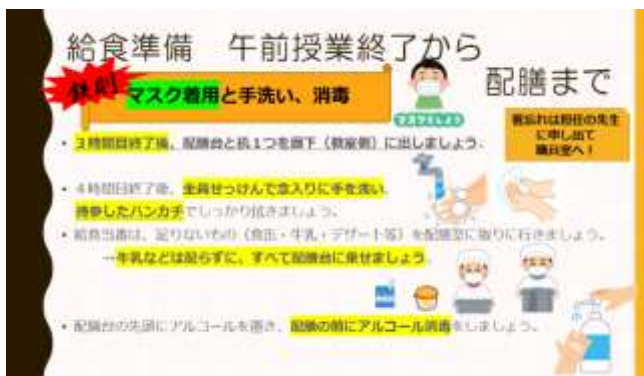 給食準備　午前授業終了から
配膳まで
鉄則
マスク着用と手洗い、消毒
マスクをしよう
箸忘れは担任の先生
に申し出て
職員室へ！
・３時間目終了後、配膳台と机１つを廊下（教室側）に出しましょう。
・４時間目終了後、全員せっけんで念入りに手を洗い、
持参したハンカチでしっかり拭きましょう。
・給食当番は、足りないもの（食缶・牛乳・デザート等）を配膳室に取りに行きましょう。
→牛乳などは配らずに、すべて配膳台に乗せましょう。
・配膳台の先頭にアルコールを置き、配膳の前にアルコール消毒をしましょう。